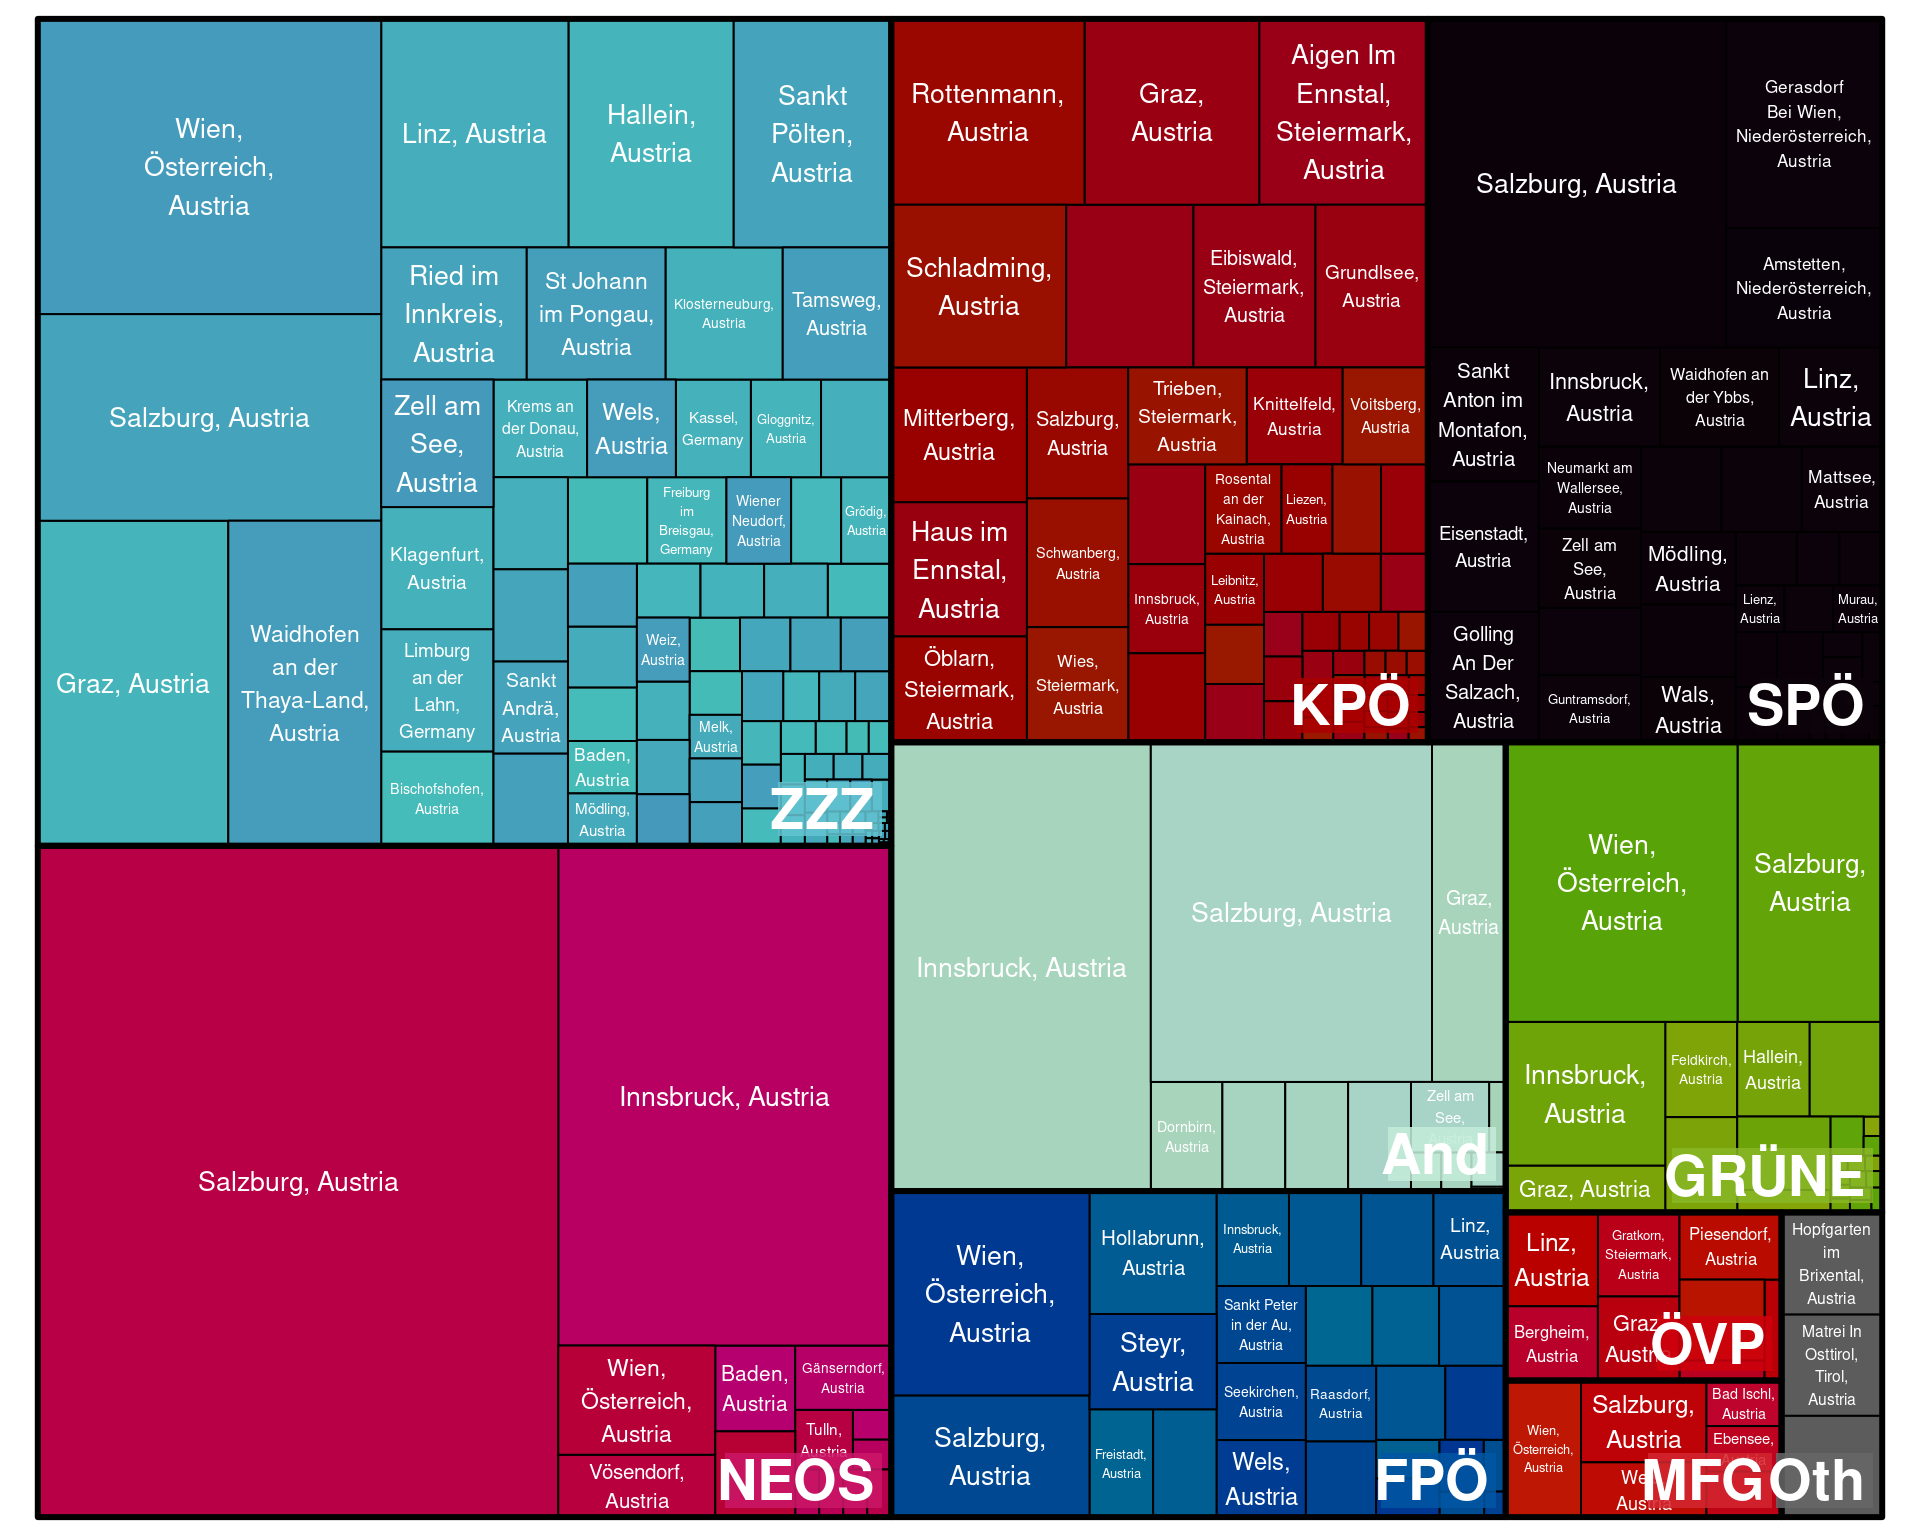 Wien,
Österreich,
Austria
Linz, Austria
Hallein,
Austria
Sankt
Pölten,
Austria
Salzburg, Austria
Graz, Austria
Waidhofen
an der
Thaya-Land,
Austria
Ried im
Innkreis,
Austria
St Johann
im Pongau,
Austria
Klosterneuburg,
Austria
Tamsweg,
Austria
Zell am
See,
Austria
Krems an
der Donau,
Austria
Wels,
Austria
Kassel,
Germany
Gloggnitz,
Austria
Klagenfurt,
Austria
Freiburg
im
Breisgau,
Germany
Wiener
Neudorf,
Austria
Grödig,
Austria
Limburg
an der
Lahn,
Germany
Sankt
Andrä,
Austria
Weiz,
Austria
Melk,
Austria
Bischofshofen,
Austria
Baden,
Austria
Mödling,
Austria
ZZZ
Rottenmann,
Austria
Graz,
Austria
Aigen Im
Ennstal,
Steiermark,
Austria
Schladming,
Austria
Eibiswald,
Steiermark,
Austria
Grundlsee,
Austria
Mitterberg,
Austria
Salzburg,
Austria
Trieben,
Steiermark,
Austria
Knittelfeld,
Austria
Voitsberg,
Austria
Haus im
Ennstal,
Austria
Schwanberg,
Austria
Rosental
an der
Kainach,
Austria
Liezen,
Austria
Innsbruck,
Austria
Leibnitz,
Austria
Öblarn,
Steiermark,
Austria
Wies,
Steiermark,
Austria
KPÖ
Salzburg, Austria
Gerasdorf
Bei Wien,
Niederösterreich,
Austria
Amstetten,
Niederösterreich,
Austria
Sankt
Anton im
Montafon,
Austria
Innsbruck,
Austria
Waidhofen an
der Ybbs,
Austria
Linz,
Austria
Eisenstadt,
Austria
Neumarkt am
Wallersee,
Austria
Mattsee,
Austria
Zell am
See,
Austria
Mödling,
Austria
Lienz,
Austria
Murau,
Austria
Golling
An Der
Salzach,
Austria
Guntramsdorf,
Austria
Wals,
Austria
SPÖ
Salzburg, Austria
Innsbruck, Austria
Wien,
Österreich,
Austria
Baden,
Austria
Gänserndorf,
Austria
Tulln,
Austria
Vösendorf,
Austria
NEOS
Innsbruck, Austria
Salzburg, Austria
Graz,
Austria
Dornbirn,
Austria
Zell am
See,
And
Wien,
Österreich,
Austria
Salzburg,
Austria
Innsbruck,
Austria
Feldkirch,
Austria
Hallein,
Austria
Graz, Austria
GRÜNE
Wien,
Österreich,
Austria
Hollabrunn,
Austria
Innsbruck,
Austria
Linz,
Austria
Steyr,
Austria
Sankt Peter
in der Au,
Austria
Salzburg,
Austria
Seekirchen,
Austria
Raasdorf,
Austria
Freistadt,
Austria
Wels,
Austria
FPÖ
Linz,
Austria
Gratkorn,
Steiermark,
Austria
Piesendorf,
Austria
Bergheim,
Austria
Graz,
Austria
ÖVP
Wien,
Österreich,
Austria
Salzburg,
Austria
Bad Ischl,
Austria
Ebensee,
Austria
MFG
Hopfgarten
im
Brixental,
Austria
Matrei In
Osttirol,
Tirol,
Austria
Oth